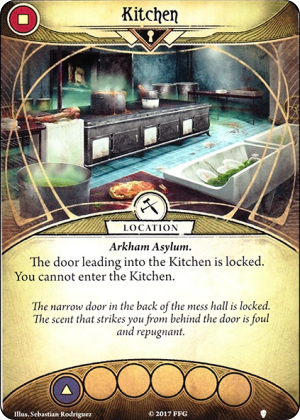 Kitchen
LOCATION
Arkham Asylum.
The door leading into the Kitchen is locked.
You cannot enter the Kitchen.
The narrow door in the back of the mess hall is locked.
The scent that strikes you from behind the door is foul
and repugnant.
Illus. Sebastian Rodriguez
© 2017 FFG